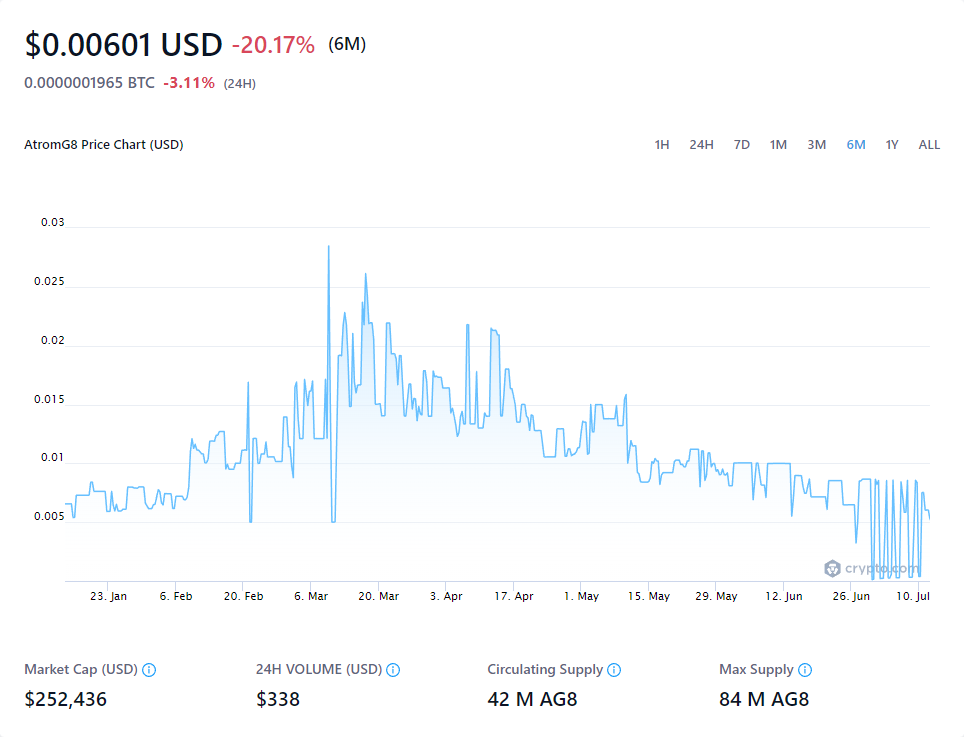 $0.00601 USD -20.17% (6M)
0.0000001965 BTC -3.11% (24H)
AtromG8 Price Chart (USD) 1H 24H 7D 1M 3M 6M 1Y ALL
0.03
0.025
0.02
0.015
0.01
0.005
crypto.com
23. Jan 6. Feb 20. Feb 6. Mar 20. Mar 3. Apr 17. Apr 1. May 15. May 29. May 12. Jun 26. Jun 10. Jul
Market Cap (USD) 24H VOLUME (USD) Circulating Supply Max Supply
$252,436 $338 42 M AG8 84 M AG8